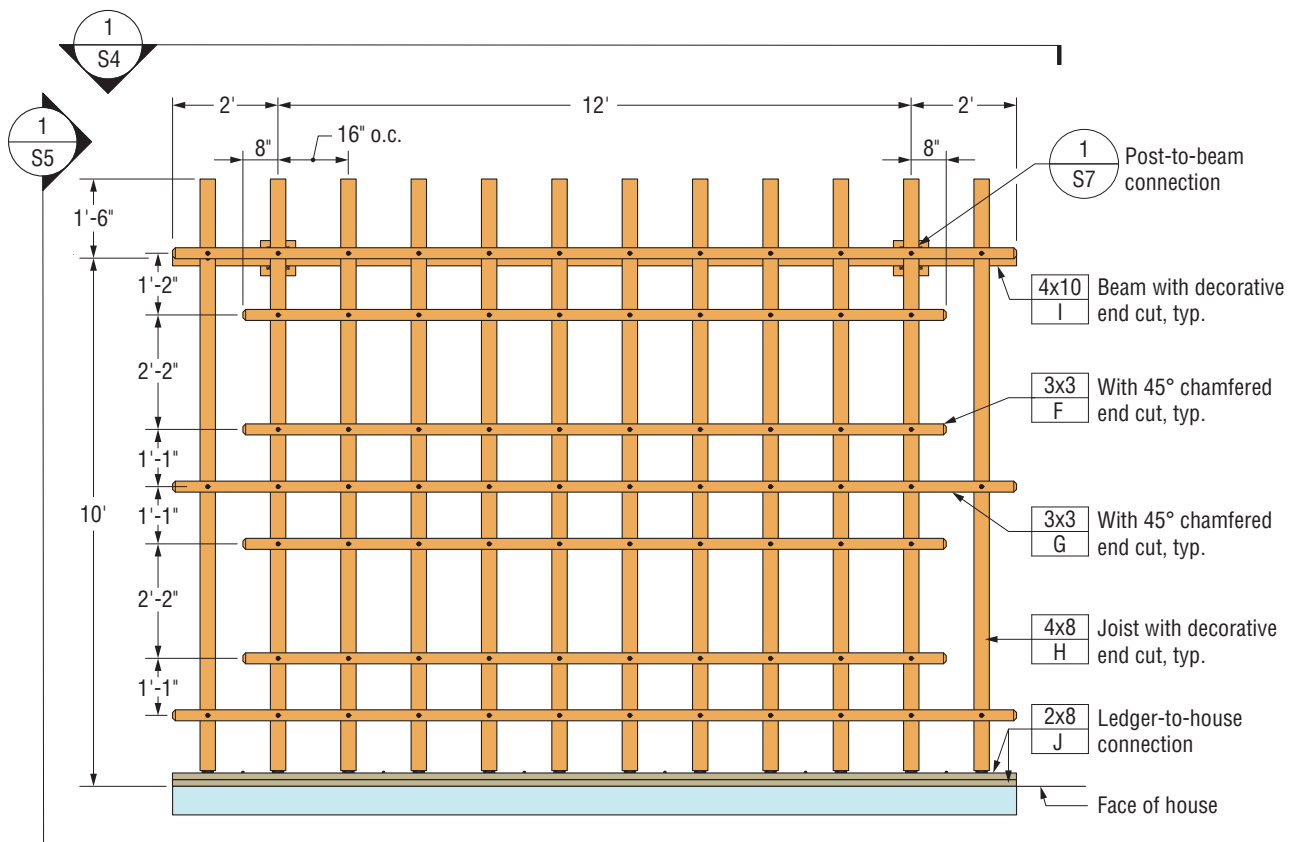 1
S4
2'
12'
2'
1
S5
8"
16" o.c.
8"
1
S7
Post-to-beam
connection
1'-6"
1'-2"
4x10
I
Beam with decorative
end cut, typ.
2'-2"
3x3
F
With 45° chamfered
end cut, typ.
1'-1"
10'
1'-1"
3x3
G
With 45° chamfered
end cut, typ.
2'-2"
4x8
H
Joist with decorative
end cut, typ.
1'-1"
2x8
J
Ledger-to-house
connection
Face of house